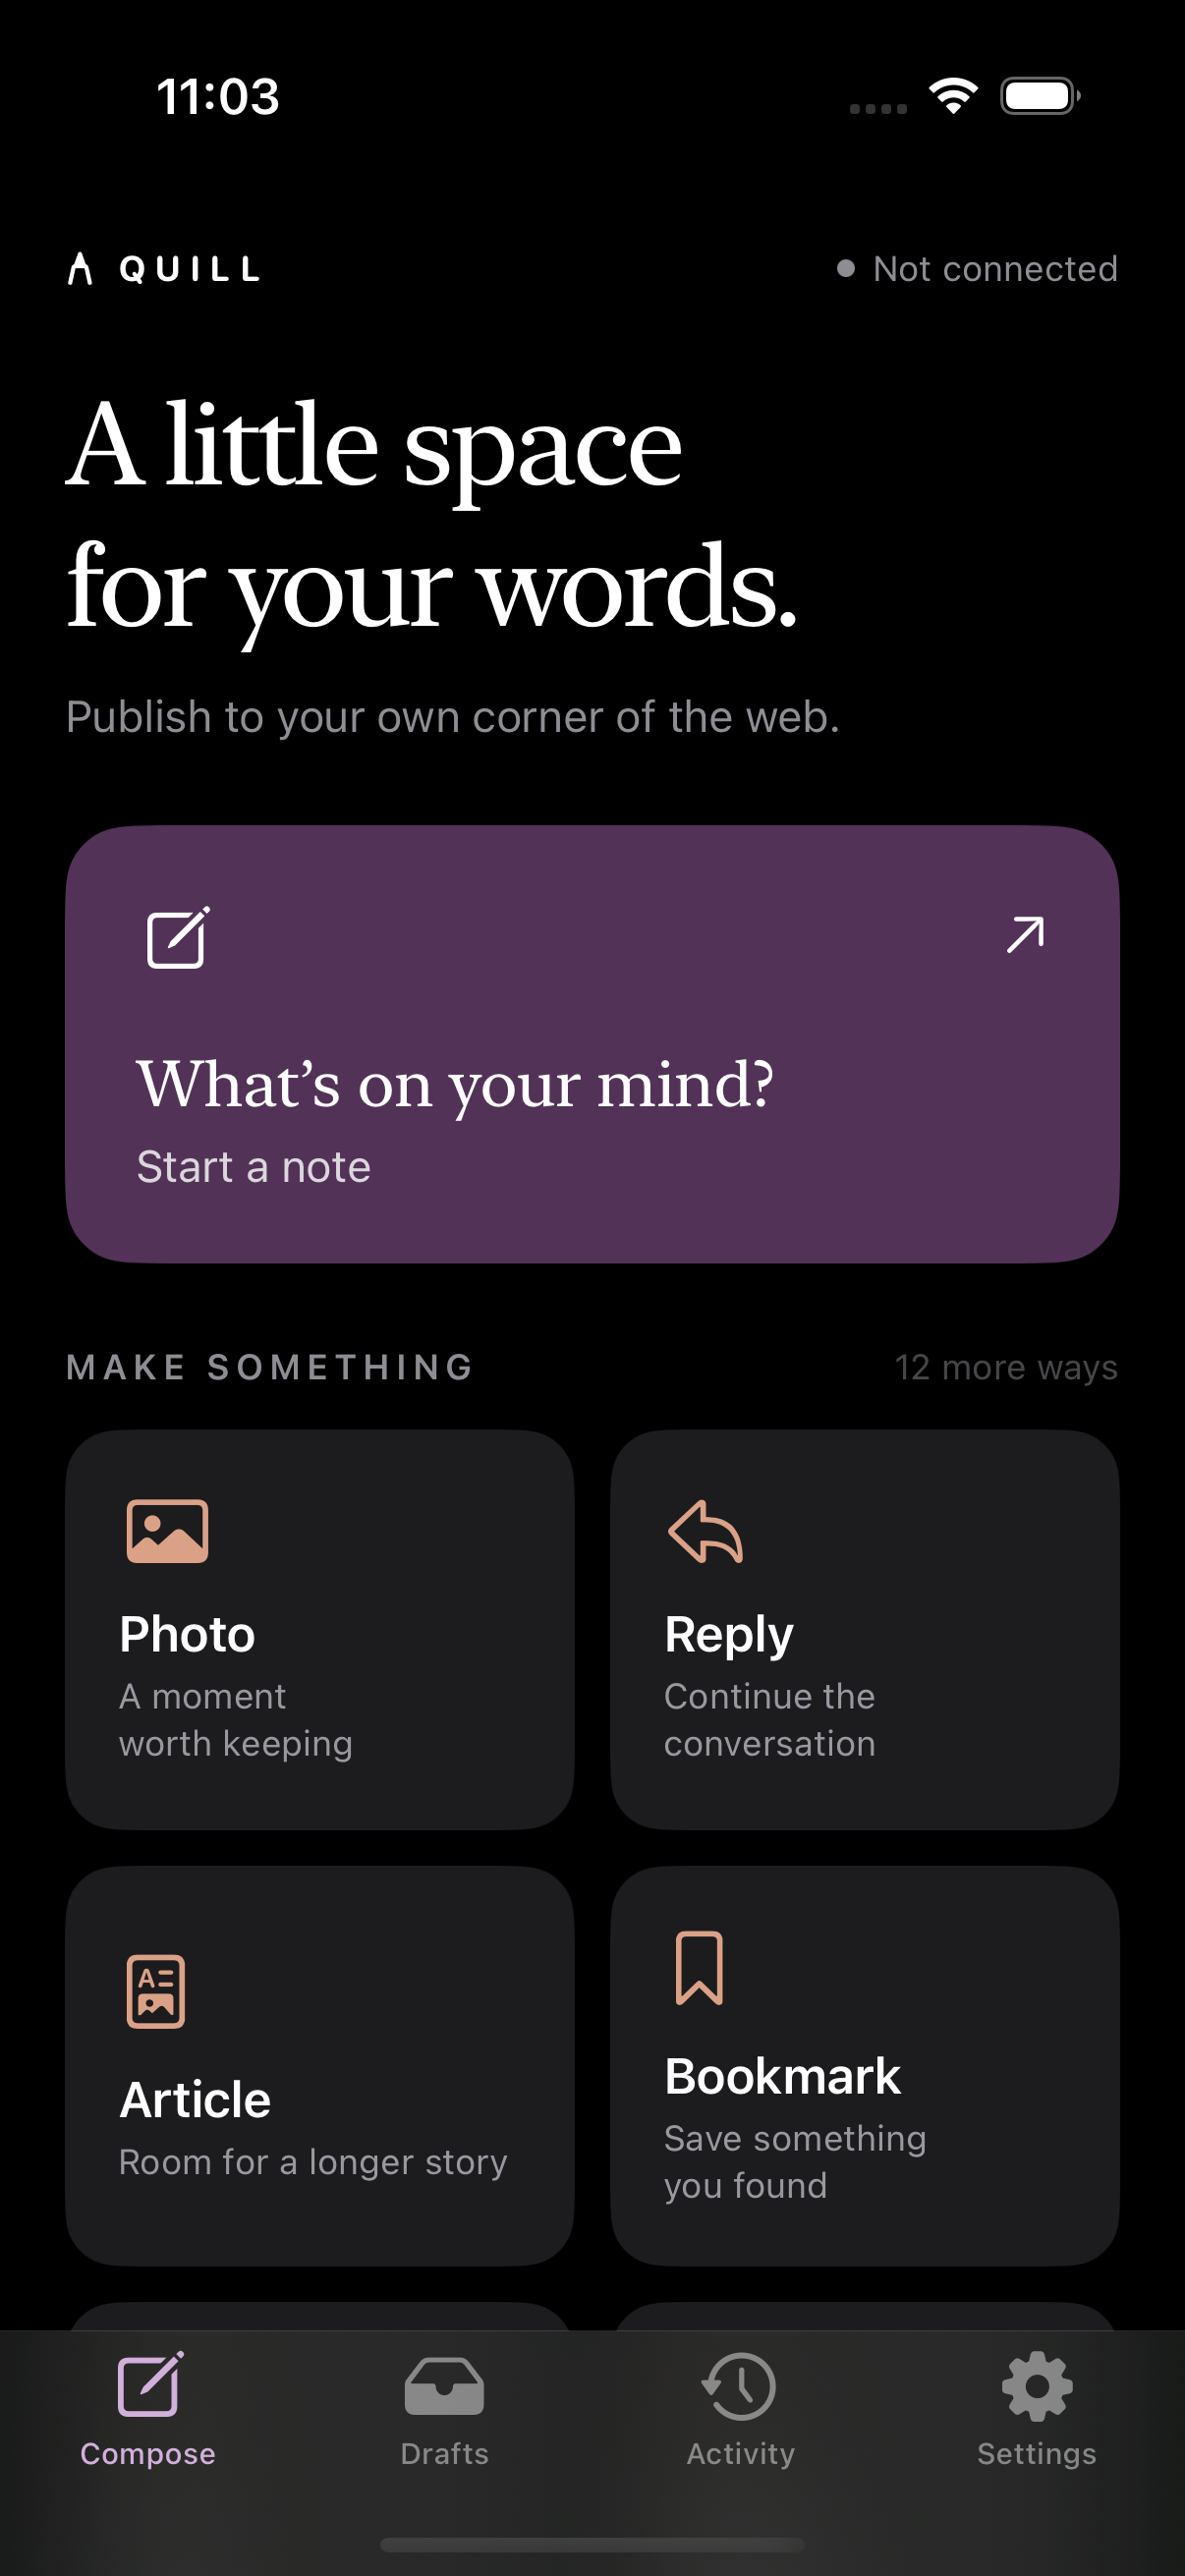 11:03
QUILL
Not connected
A little space
for your words.
Publish to your own corner of the web.
What’s on your mind?
Start a note
MAKE SOMETHING
12 more ways
Photo
A moment
worth keeping
Reply
Continue the
conversation
Article
Room for a longer story
Bookmark
Save something
you found
Compose
Drafts
Activity
Settings